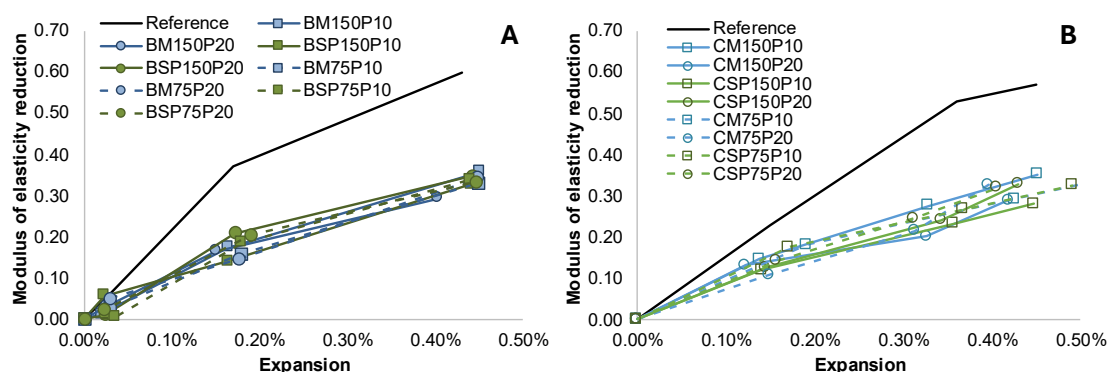 Reference
BM150P10
BM150P20
BSP150P10
BSP150P20
BM75P10
BM75P20
BSP75P10
BSP75P20
A
0.70
0.60
0.50
0.40
0.30
0.20
0.10
0.00
Modulus of elasticity reduction
0.00%
0.10%
0.20%
0.30%
0.40%
0.50%
Expansion
Reference
CM150P10
CM150P20
CSP150P10
CSP150P20
CM75P10
CM75P20
CSP75P10
CSP75P20
B
0.70
0.60
0.50
0.40
0.30
0.20
0.10
0.00
Modulus of elasticity reduction
0.00%
0.10%
0.20%
0.30%
0.40%
0.50%
Expansion